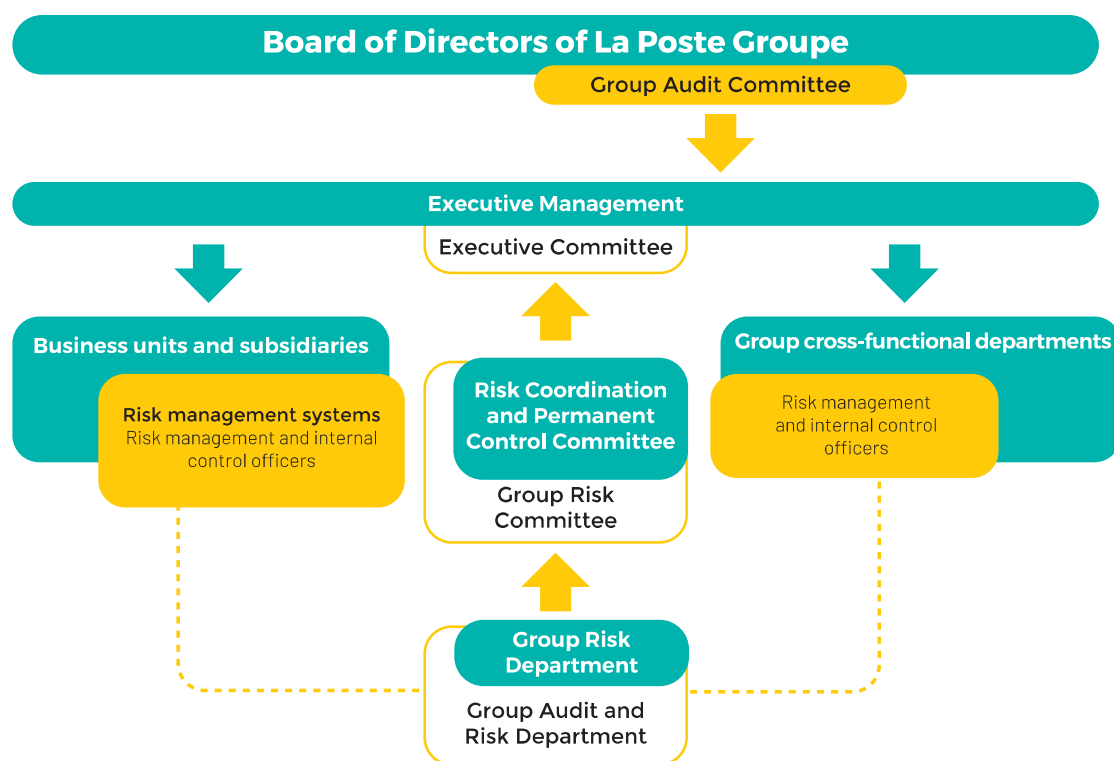 Board of Directors of La Poste Groupe
Group Audit Committee
Executive Management
Executive Committee
Business units and subsidiaries
Risk management systems
Risk management and internal
control officers
Risk Coordination
and Permanent
Control Committee
Group Risk
Committee
Group cross-functional departments
Risk management
and internal control
officers
Group Risk
Department
Group Audit and
Risk Department